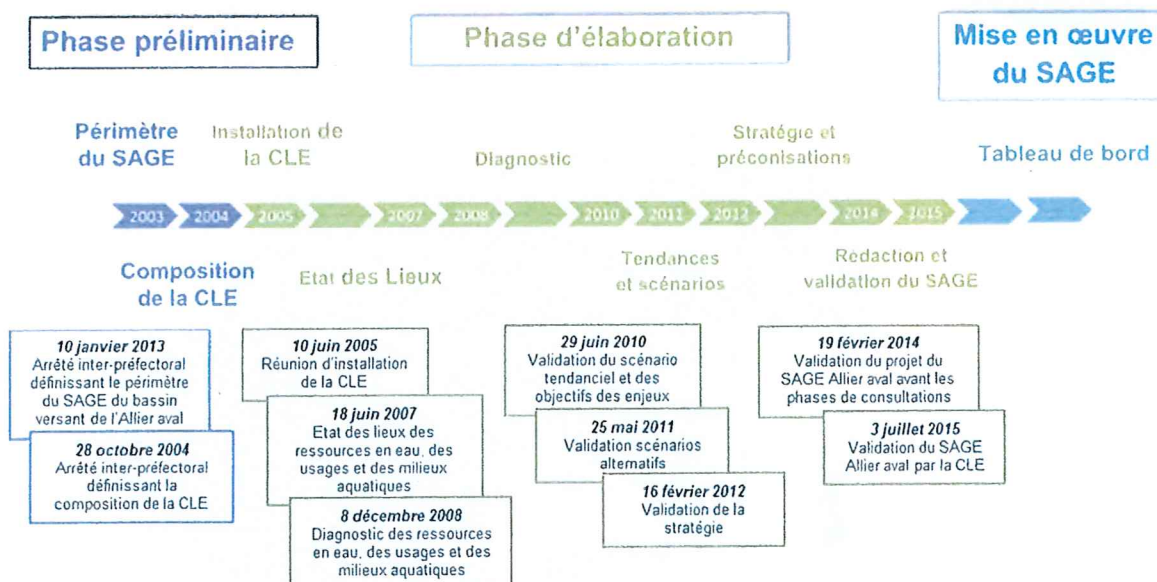 Phase préliminaire
Phase d'élaboration
Mise en œuvre
du SAGE
Périmètre
du SAGE
Installation de
la CLE
Diagnostic
Stratégie et
préconisations
Tableau de bord
2003 2004 2005 2007 2008 2010 2011 2012 2014 2015
Composition
de la CLE
Etat des Lieux
Tendances
et scénarios
Rédaction et
validation du SAGE
10 janvier 2013
Arrêté inter-préfectoral
définissant le périmètre
du SAGE du bassin
versant de l'Allier aval
28 octobre 2004
Arrêté inter-préfectoral
définissant la
composition de la CLE
10 juin 2005
Réunion d'installation
de la CLE
18 juin 2007
Etat des lieux des
ressources en eau, des
usages et des milieux
aquatiques
8 décembre 2008
Diagnostic des ressources
en eau, des usages et des
milieux aquatiques
29 juin 2010
Validation du scénario
tendanciel et des
objectifs des enjeux
25 mai 2011
Validation scénarios
alternatifs
16 février 2012
Validation de la
stratégie
19 février 2014
Validation du projet du
SAGE Allier aval avant les
phases de consultations
3 juillet 2015
Validation du SAGE
Allier aval par la CLE